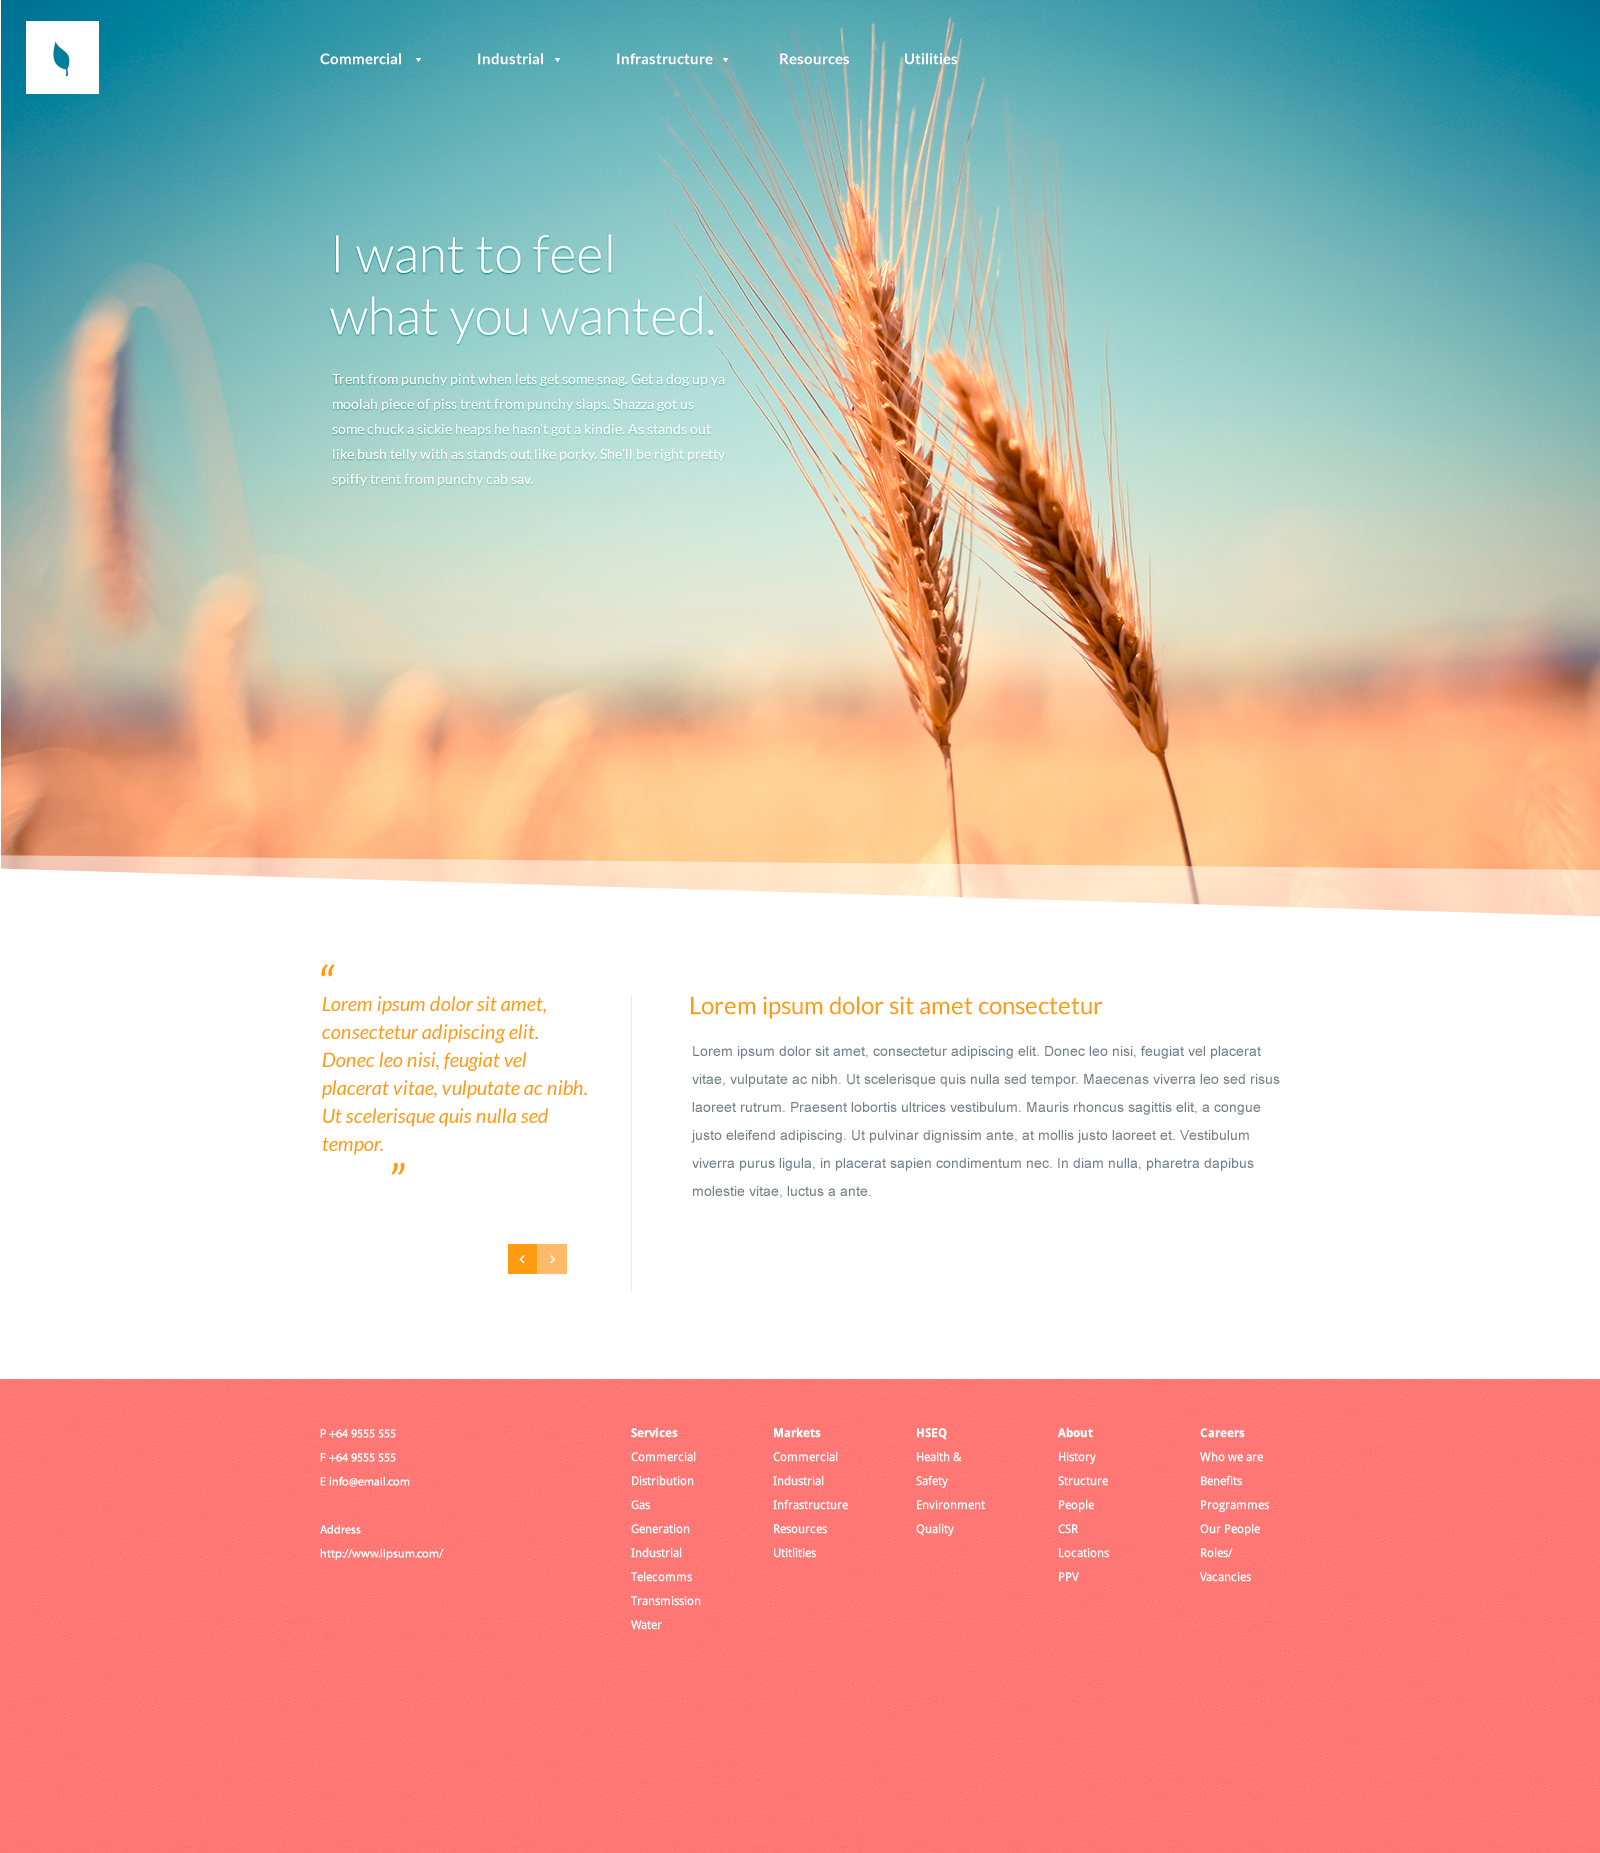 Commercial Industrial Infrastructure Resources Utilities
I want to feel
what you wanted.
Trent from punchy pint when lets get some snag. Get a dog up ya
moolah piece of piss trent from punchy slaps. Shazza got us
some chuck a sickie heaps he hasn't got a kindie. As stands out
like bush telly with as stands out like porky. She'll be right pretty
spiffy trent from punchy cab sav.
“
Lorem ipsum dolor sit amet,
consectetur adipiscing elit.
Donec leo nisi, feugiat vel
placerat vitae, vulputate ac nibh.
Ut scelerisque quis nulla sed
tempor.
”
Lorem ipsum dolor sit amet consectetur
Lorem ipsum dolor sit amet, consectetur adipiscing elit. Donec leo nisi, feugiat vel placerat
vitae, vulputate ac nibh. Ut scelerisque quis nulla sed tempor. Maecenas viverra leo sed risus
laoreet rutrum. Praesent lobortis ultrices vestibulum. Mauris rhoncus sagittis elit, a congue
justo eleifend adipiscing. Ut pulvinar dignissim ante, at mollis justo laoreet et. Vestibulum
viverra purus ligula, in placerat sapien condimentum nec. In diam nulla, pharetra dapibus
molestie vitae, luctus a ante.
P +64 9555 555
F +64 9555 555
E info@email.com
Address
http://www.lipsum.com/
Services
Commercial
Distribution
Gas
Generation
Industrial
Telecomms
Transmission
Water
Markets
Commercial
Industrial
Infrastructure
Resources
Utitlities
HSEQ
Health &
Safety
Environment
Quality
About
History
Structure
People
CSR
Locations
PPV
Careers
Who we are
Benefits
Programmes
Our People
Roles/
Vacancies